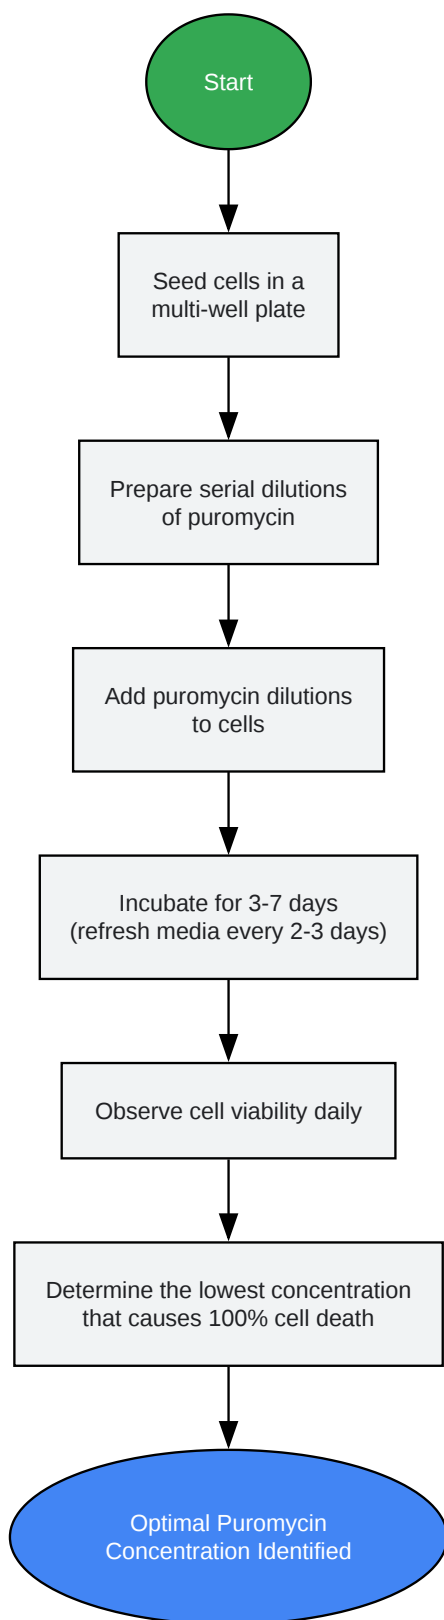 Start
Seed cells in a
multi-well plate
Prepare serial dilutions
of puromycin
Add puromycin dilutions
to cells
Incubate for 3-7 days
(refresh media every 2-3 days)
Observe cell viability daily
Determine the lowest concentration
that causes 100% cell death
Optimal Puromycin
Concentration Identified